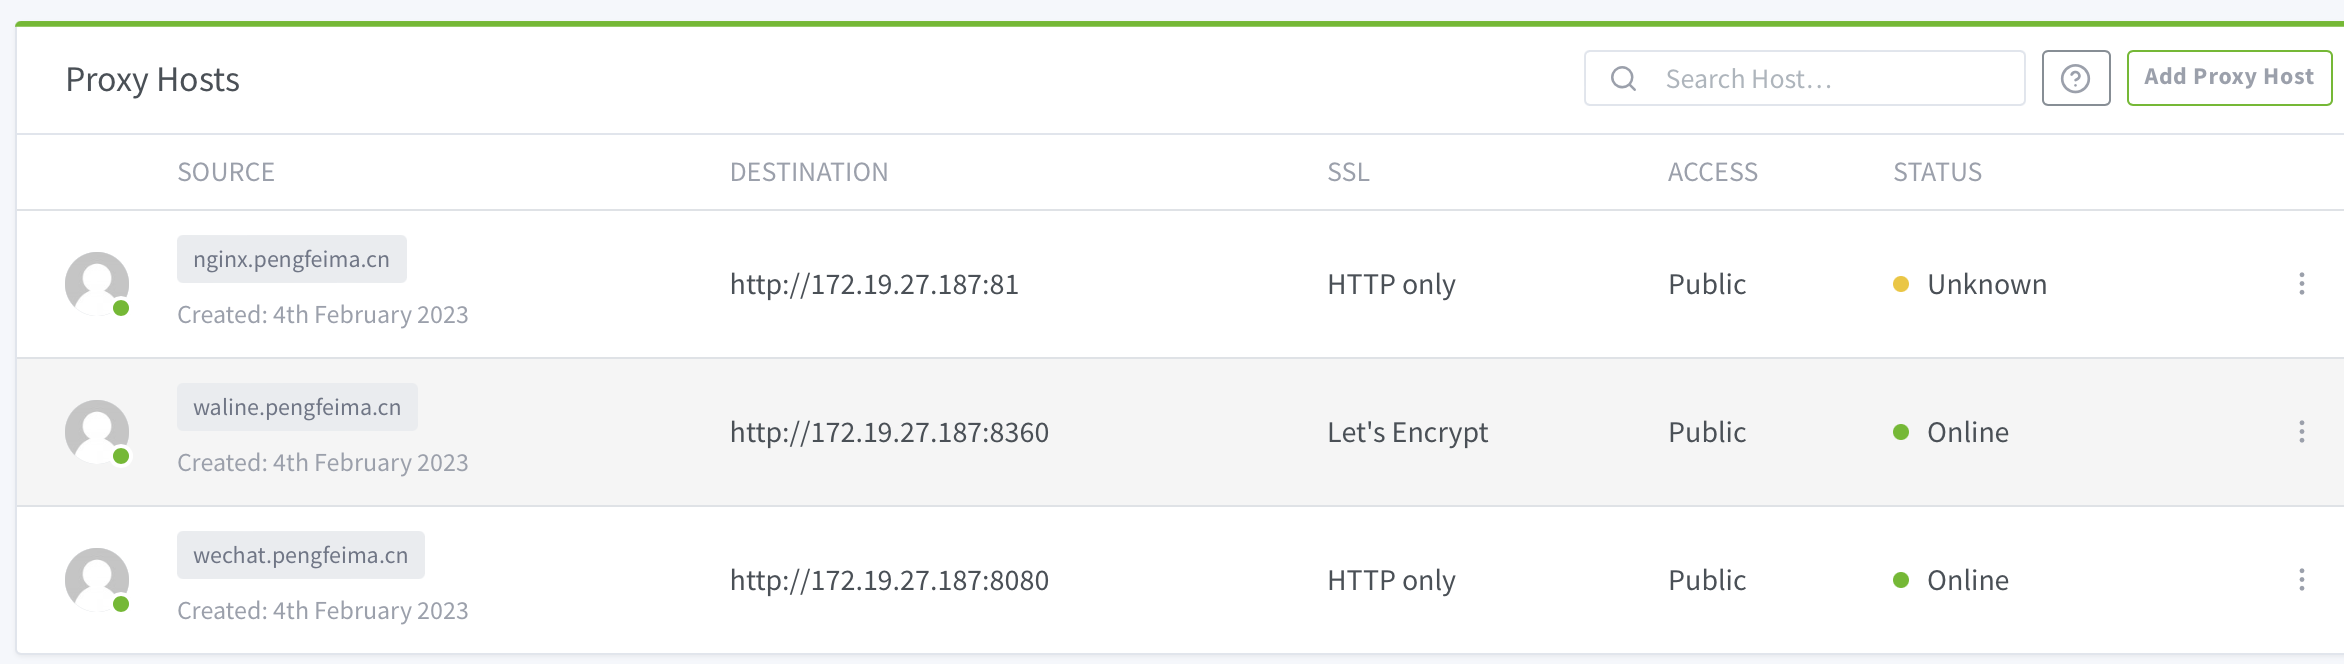 Proxy Hosts
Search Host...
Add Proxy Host
SOURCE DESTINATION SSL ACCESS STATUS
nginx.pengfeima.cn
Created: 4th February 2023
http://172.19.27.187:81 HTTP only Public Unknown
waline.pengfeima.cn
Created: 4th February 2023
http://172.19.27.187:8360 Let's Encrypt Public Online
wechat.pengfeima.cn
Created: 4th February 2023
http://172.19.27.187:8080 HTTP only Public Online